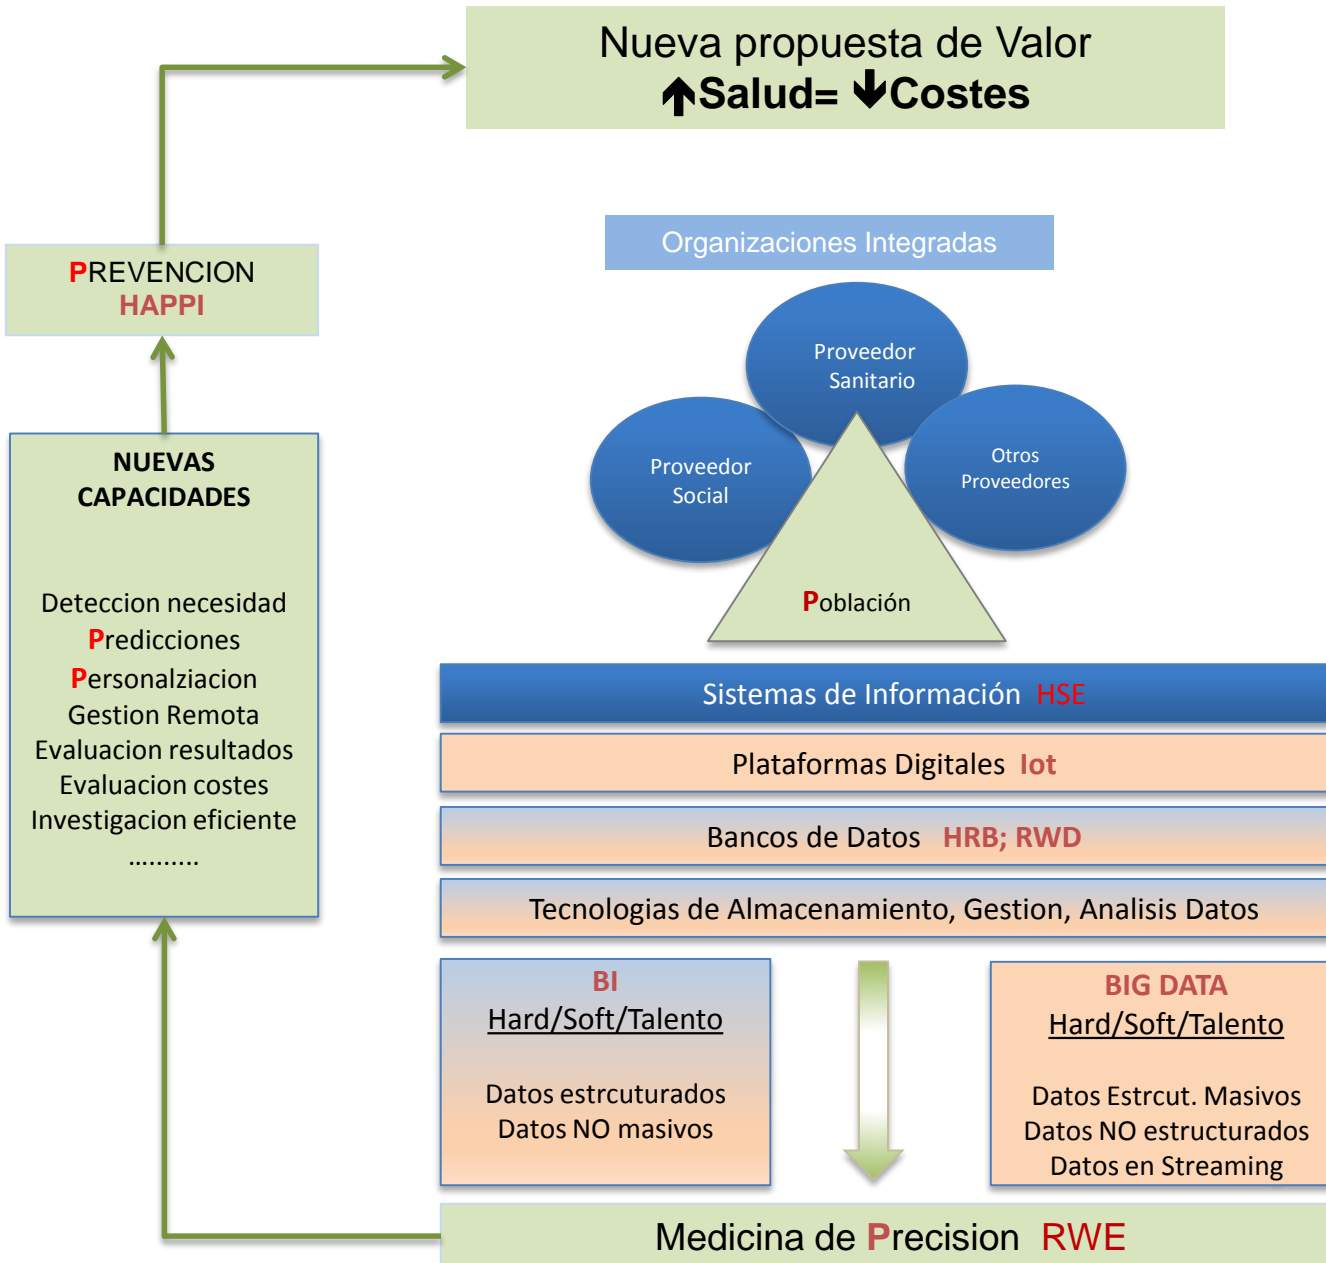 Nueva propuesta de Valor
🡹Salud= 🡻Costes
Organizaciones Integradas
PREVENCION
HAPPI
Proveedor
Sanitario
Proveedor
Social
Otros
Proveedores
Población
NUEVAS
CAPACIDADES
Deteccion necesidad
Predicciones
Personalziacion
Gestion Remota
Evaluacion resultados
Evaluacion costes
Investigacion eficiente
..........
Sistemas de Información HSE
Plataformas Digitales Iot
Bancos de Datos HRB; RWD
Tecnologias de Almacenamiento, Gestion, Analisis Datos
BI
Hard/Soft/Talento
Datos estrcuturados
Datos NO masivos
BIG DATA
Hard/Soft/Talento
Datos Estrcut. Masivos
Datos NO estructurados
Datos en Streaming
Medicina de Precision RWE